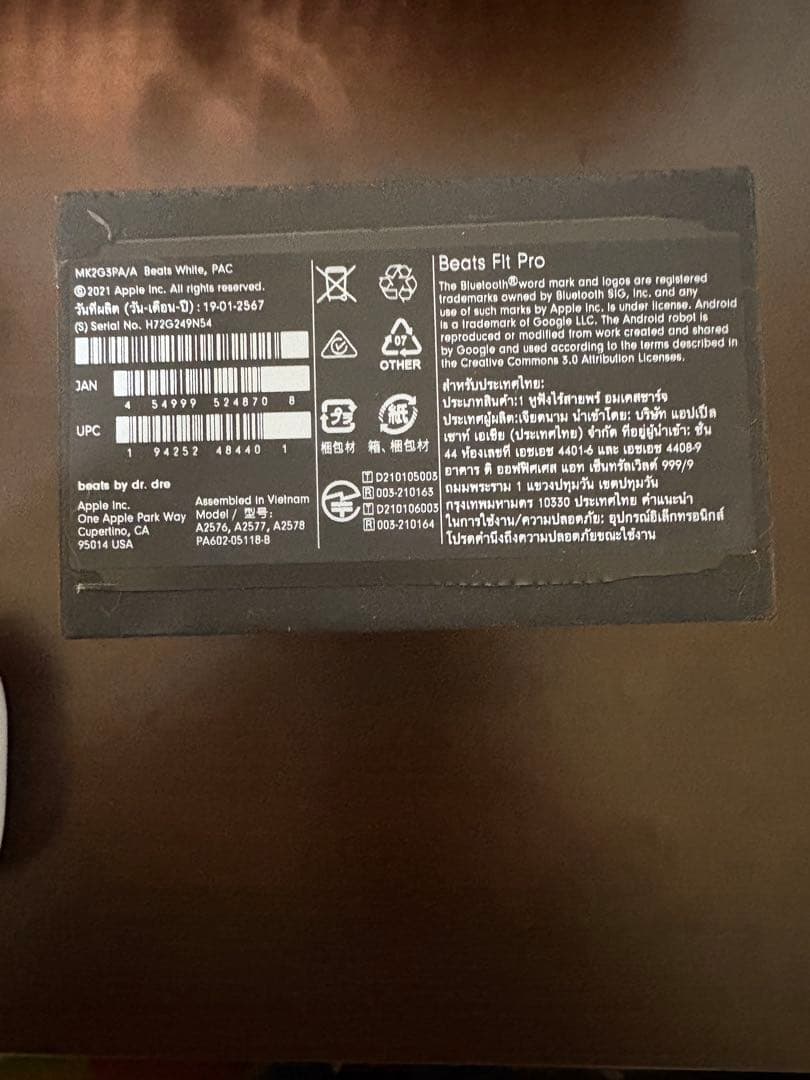 MK2G3PA/A Beats White, PAC
©2021 Apple Inc. All rights reserved.
วันที่ผลิต (วัน-เดือน-ปี) : 19-01-2567
(S) Serial No. H72G249N54
JAN
4 54999 524870 8
UPC
1 94252 48440 1
beats by dr. dre
Apple Inc.
One Apple Park Way
Cupertino, CA
95014 USA
Assembled in Vietnam
Model / 型号:
A2576, A2577, A2578
PA602-05118-B
07
OTHER
プラ
紙
梱包材
箱、梱包材
T D210105003
R 003-210163
T D210106003
R 003-210164
Beats Fit Pro
The Bluetooth® word mark and logos are registered
trademarks owned by Bluetooth SIG, Inc. and any
use of such marks by Apple Inc. is under license. Android
is a trademark of Google LLC. The Android robot is
reproduced or modified from work created and shared
by Google and used according to the terms described in
the Creative Commons 3.0 Attribution Licenses.
สำหรับประเทศไทย:
ประเภทสินค้า:1 หูฟังไร้สายพร้อมเคสชาร์จ
ประเทศผู้ผลิต:เวียดนาม นำเข้าโดย: บริษัท แอปเปิ้ล
เซาท์ เอเชีย (ประเทศไทย) จำกัด ที่อยู่ผู้นำเข้า: ชั้น
44 ห้องเลขที่ เอชเอช 4401-6 และ เอชเอช 4408-9
อาคาร ดิ ออฟฟิศเศส แอท เซ็นทรัลเวิลด์ 999/9
ถนนพระราม 1 แขวงปทุมวัน เขตปทุมวัน
กรุงเทพมหานคร 10330 ประเทศไทย คำแนะนำ
ในการใช้งาน/ความปลอดภัย: อุปกรณ์อิเล็กทรอนิกส์
โปรดคำนึงถึงความปลอดภัยขณะใช้งาน